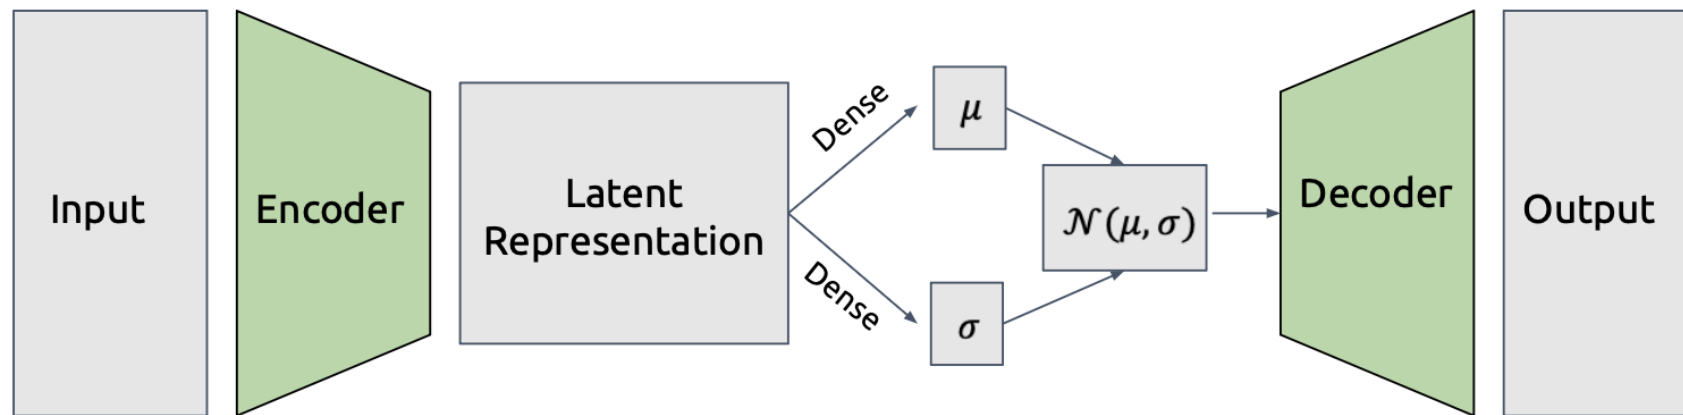 Input
Encoder
Latent
Representation
Dense
Dense
μ
σ
𝒩(μ, σ)
Decoder
Output